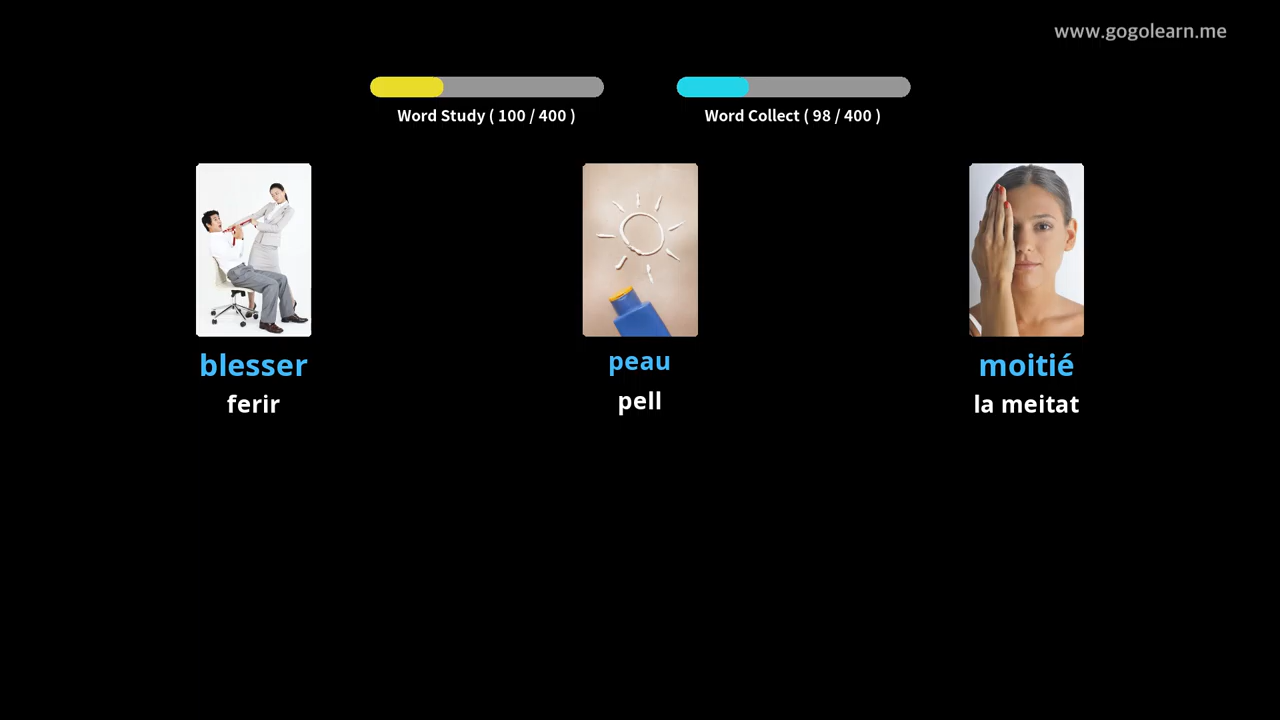 www.gogolearn.me
Word Study ( 100 / 400 )
Word Collect ( 98 / 400 )
blesser
ferir
peau
pell
moitié
la meitat